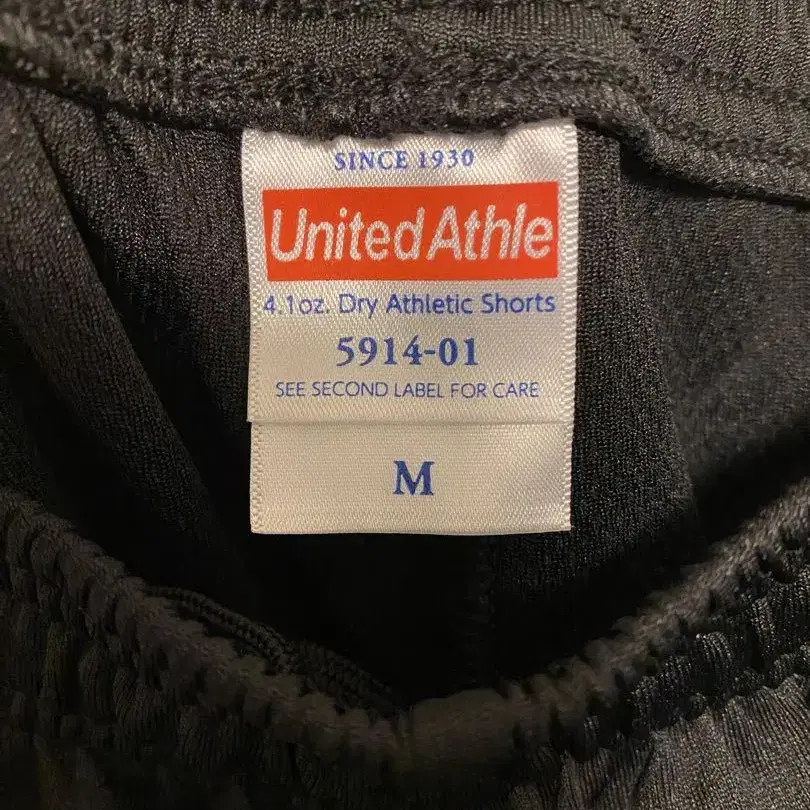 SINCE 1930
United Athle
4.1oz. Dry Athletic Shorts
5914-01
SEE SECOND LABEL FOR CARE
M